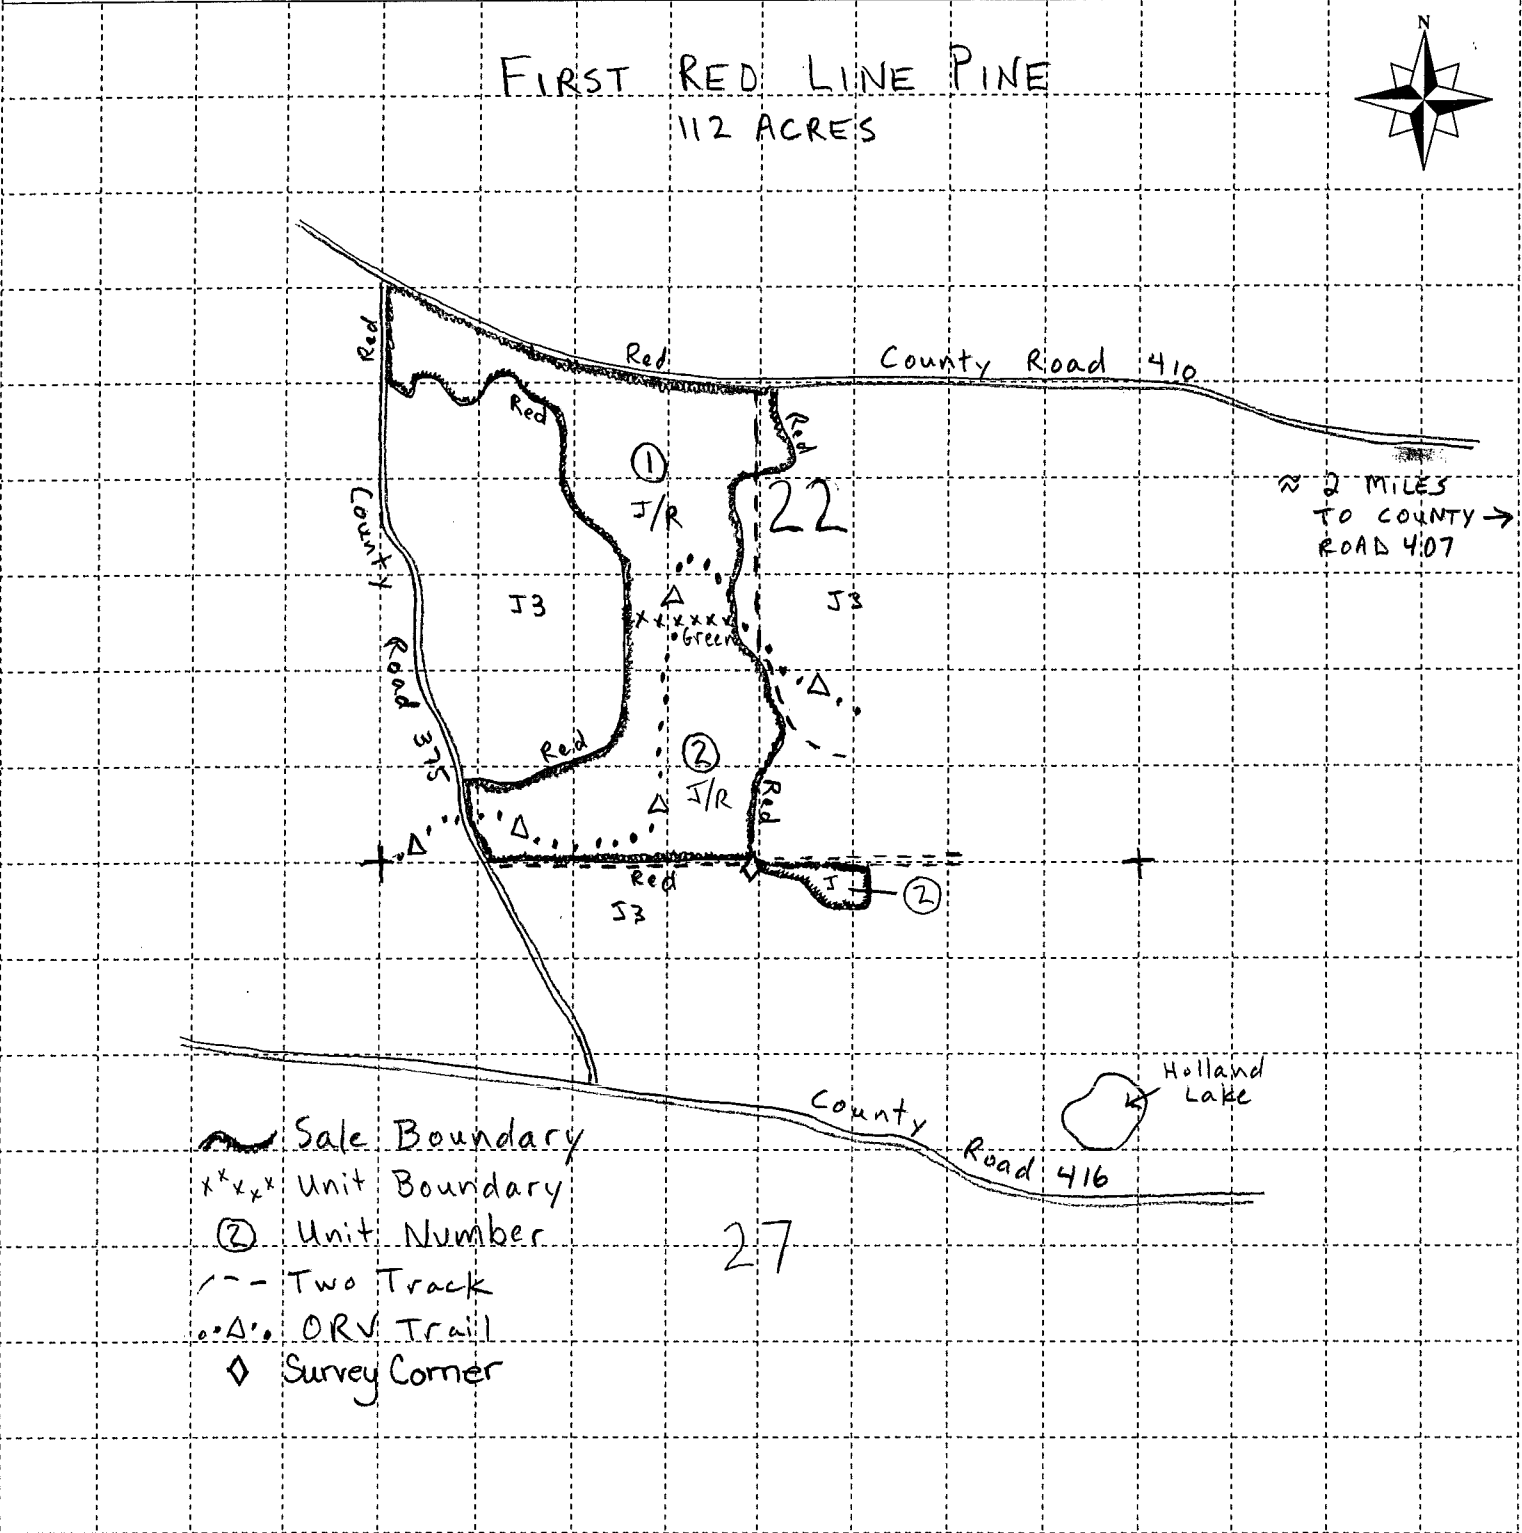 N
FIRST RED LINE PINE
112 ACRES
Red
Red
County Road 410
Red
Red
1
J/R
22
≈ 2 MILES
TO COUNTY →
ROAD 407
County Road 375
J3
J3
Green
Red
2
J/R
Red
Red
J3
J
2
Holland
Lake
County Road 416
Sale Boundary
xxxxx Unit Boundary
2 Unit Number
Two Track
ORV Trail
Survey Corner
27